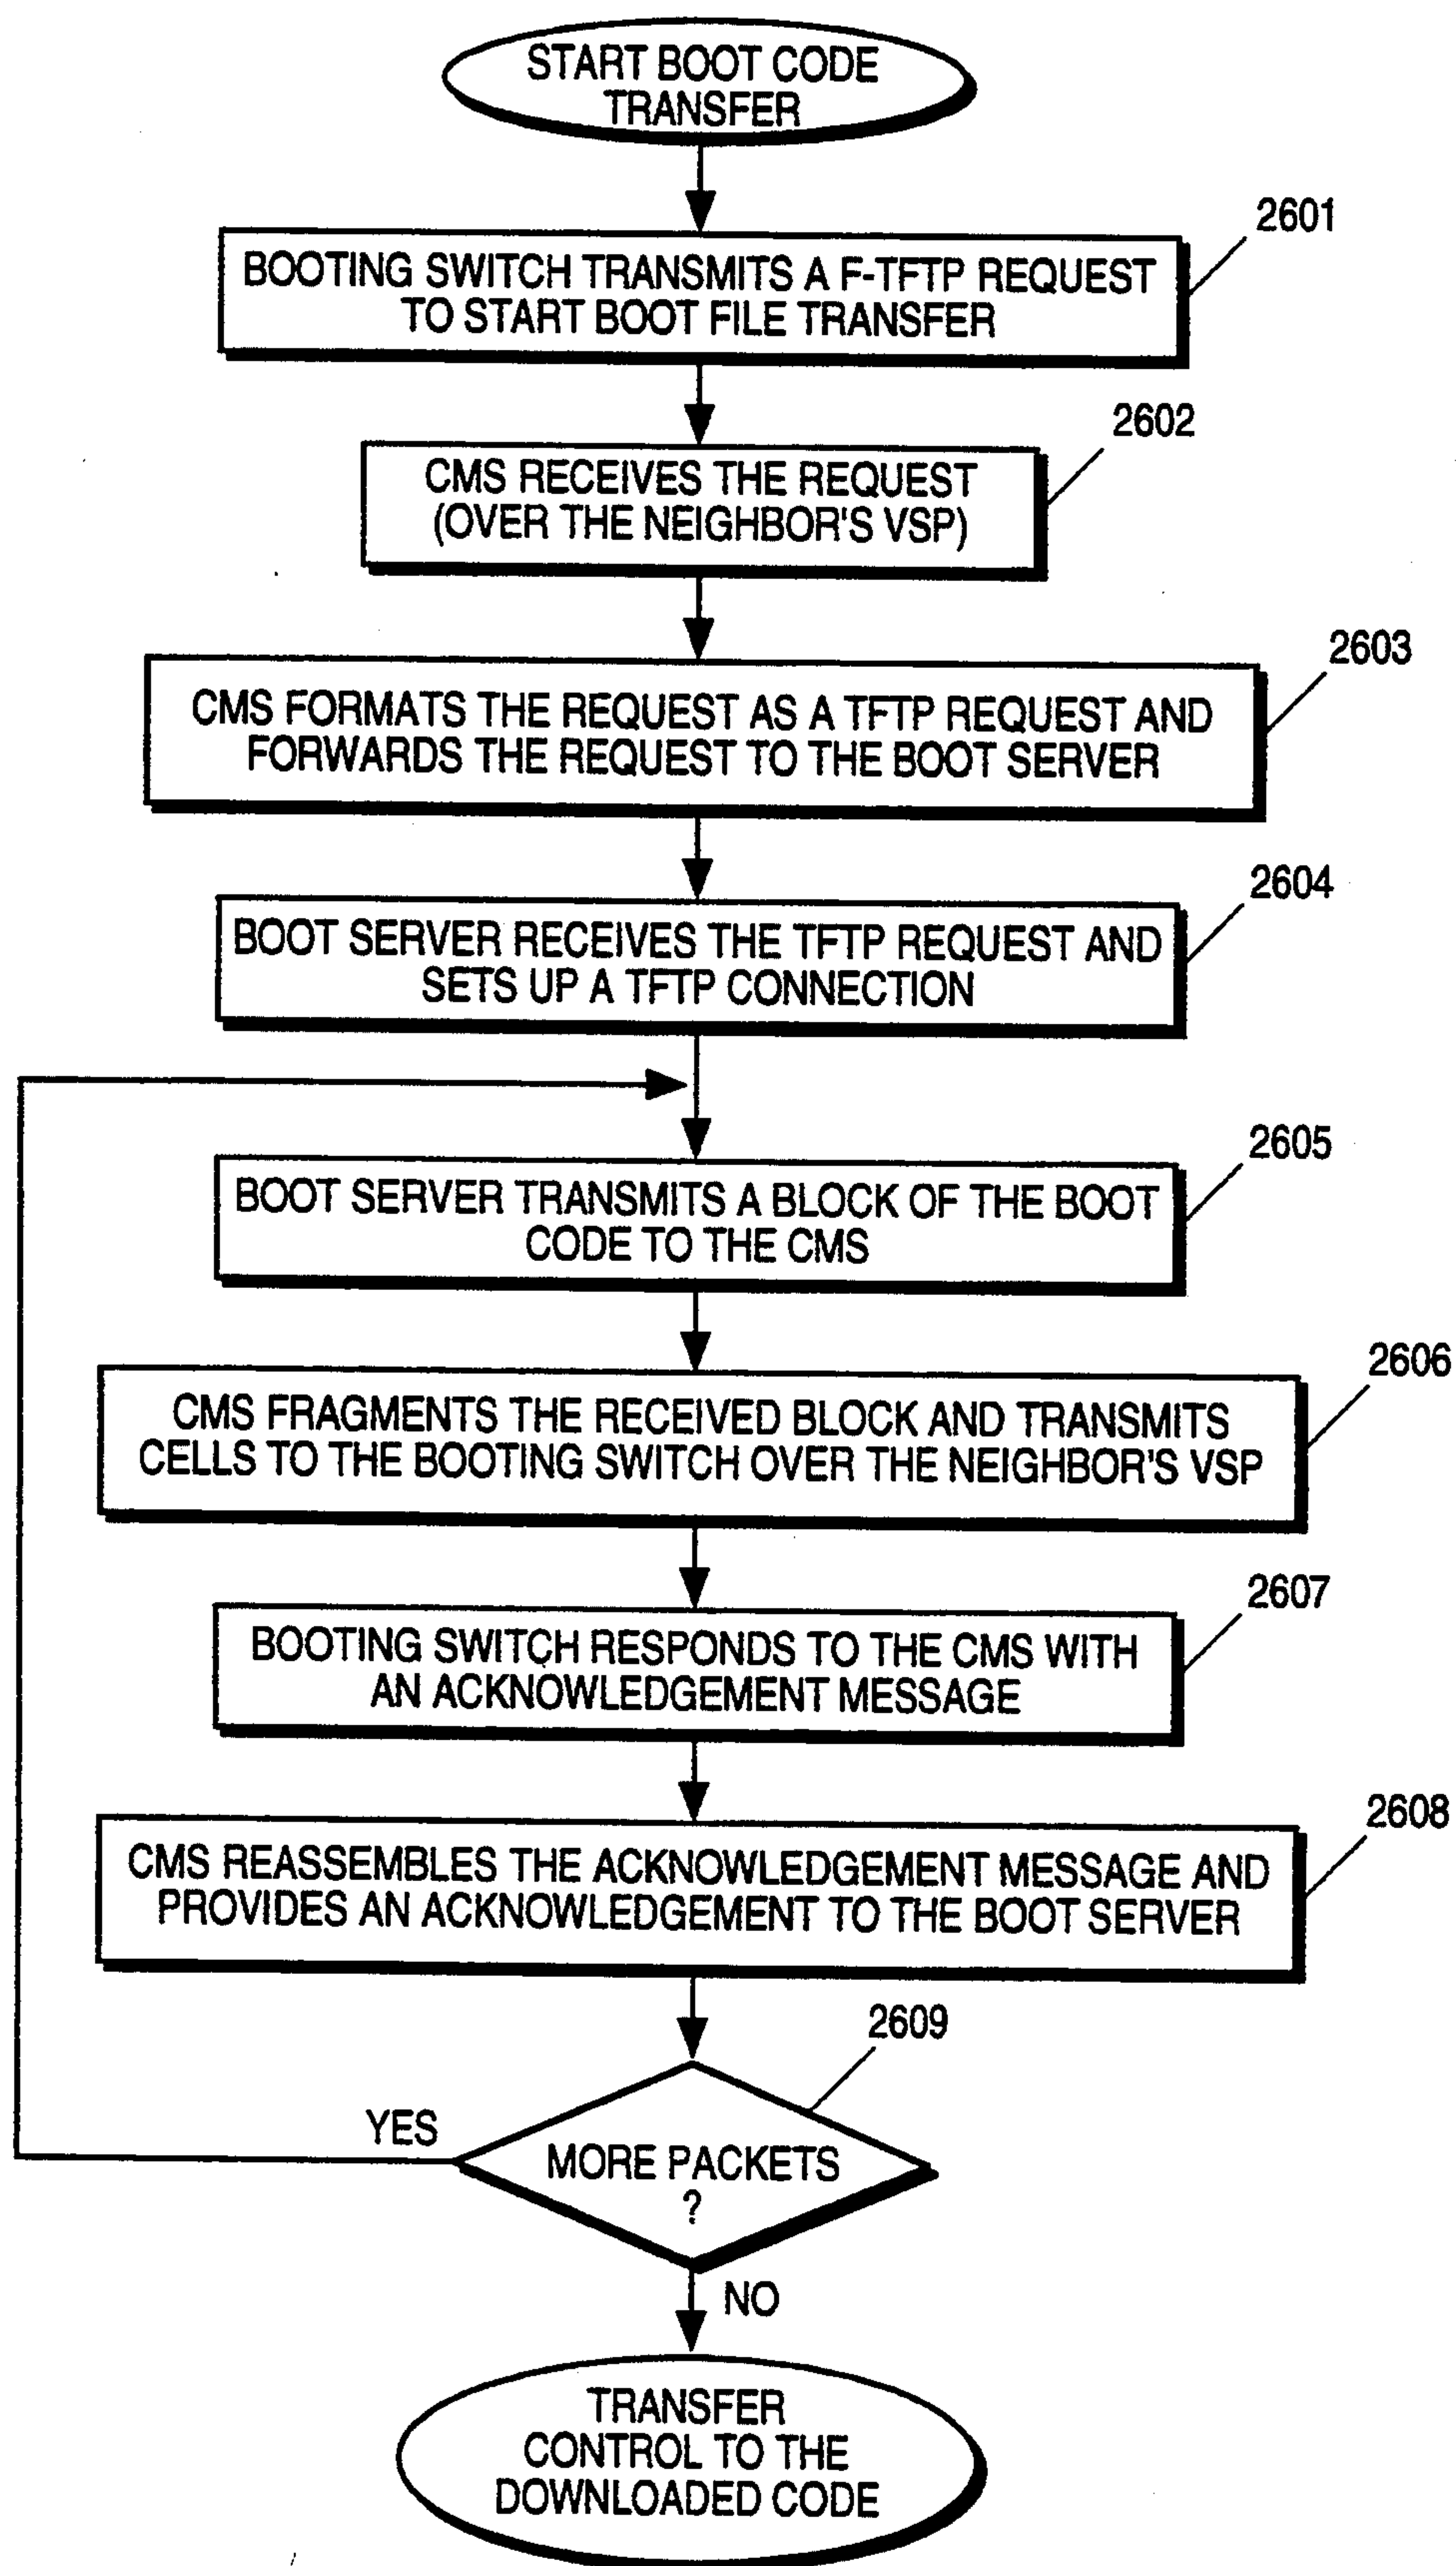 START BOOT CODE
TRANSFER
2601
BOOTING SWITCH TRANSMITS A F-TFTP REQUEST
TO START BOOT FILE TRANSFER
2602
CMS RECEIVES THE REQUEST
(OVER THE NEIGHBOR'S VSP)
2603
CMS FORMATS THE REQUEST AS A TFTP REQUEST AND
FORWARDS THE REQUEST TO THE BOOT SERVER
2604
BOOT SERVER RECEIVES THE TFTP REQUEST AND
SETS UP A TFTP CONNECTION
2605
BOOT SERVER TRANSMITS A BLOCK OF THE BOOT
CODE TO THE CMS
2606
CMS FRAGMENTS THE RECEIVED BLOCK AND TRANSMITS
CELLS TO THE BOOTING SWITCH OVER THE NEIGHBOR'S VSP
2607
BOOTING SWITCH RESPONDS TO THE CMS WITH
AN ACKNOWLEDGEMENT MESSAGE
2608
CMS REASSEMBLES THE ACKNOWLEDGEMENT MESSAGE AND
PROVIDES AN ACKNOWLEDGEMENT TO THE BOOT SERVER
2609
YES
MORE PACKETS
?
NO
TRANSFER
CONTROL TO THE
DOWNLOADED CODE